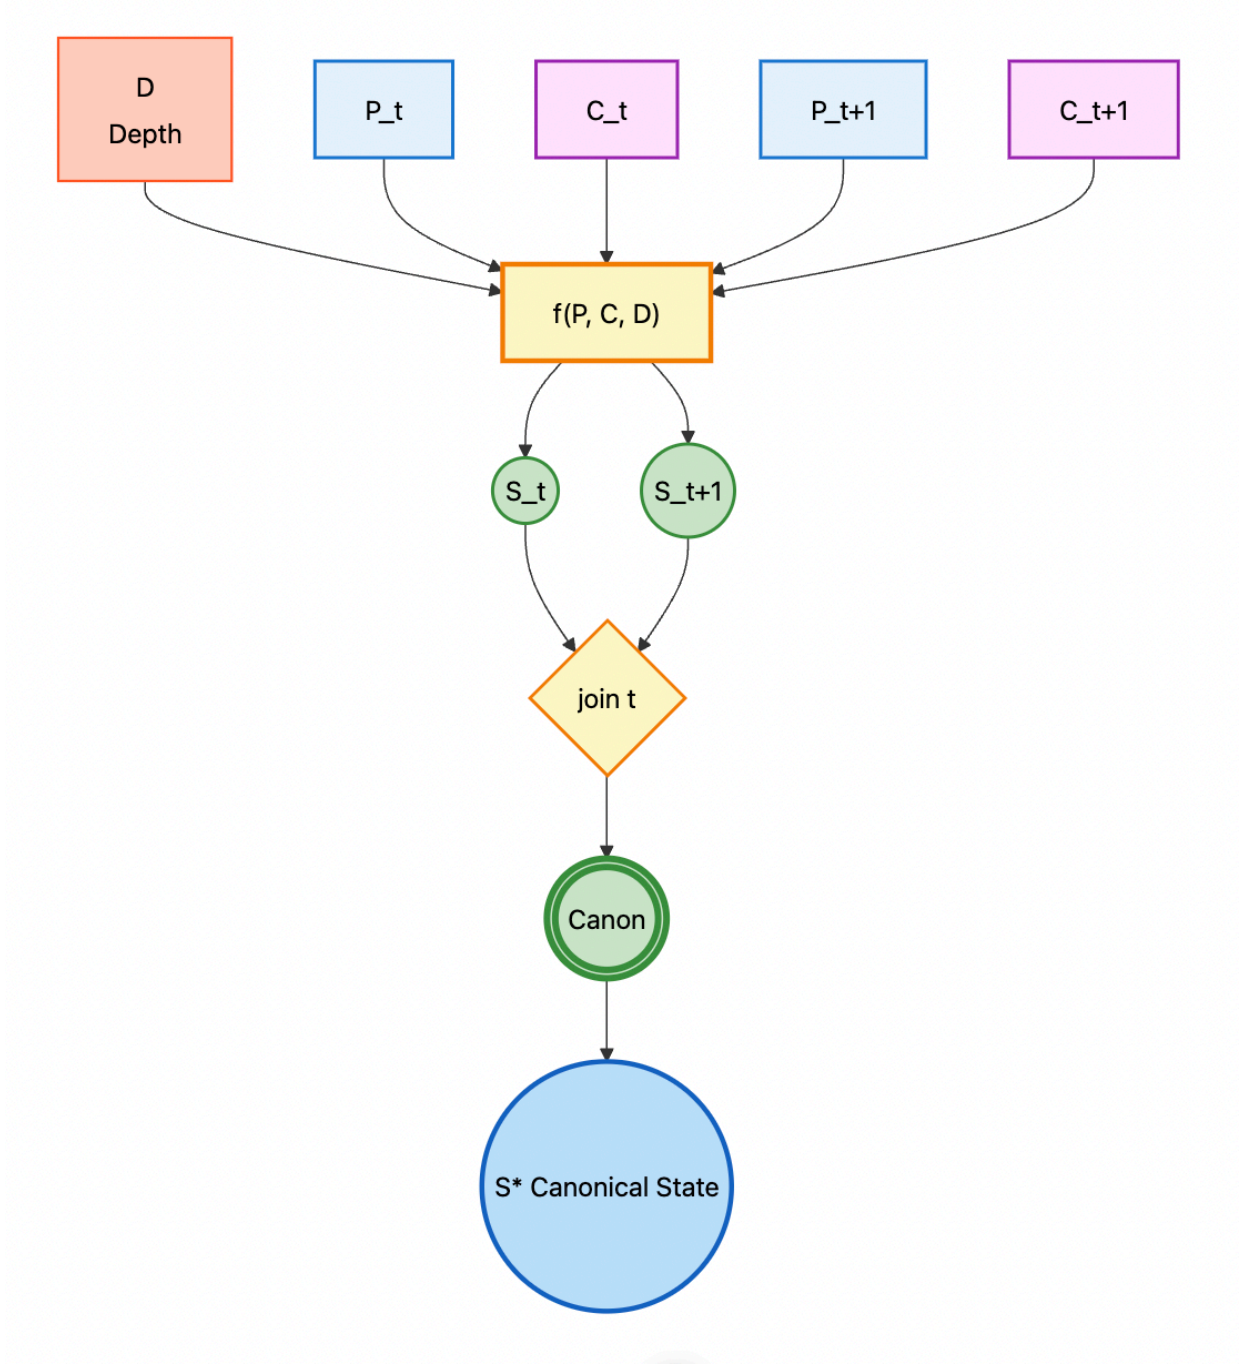 D
Depth
P_t
C_t
P_t+1
C_t+1
f(P, C, D)
S_t
S_t+1
join t
Canon
S* Canonical State